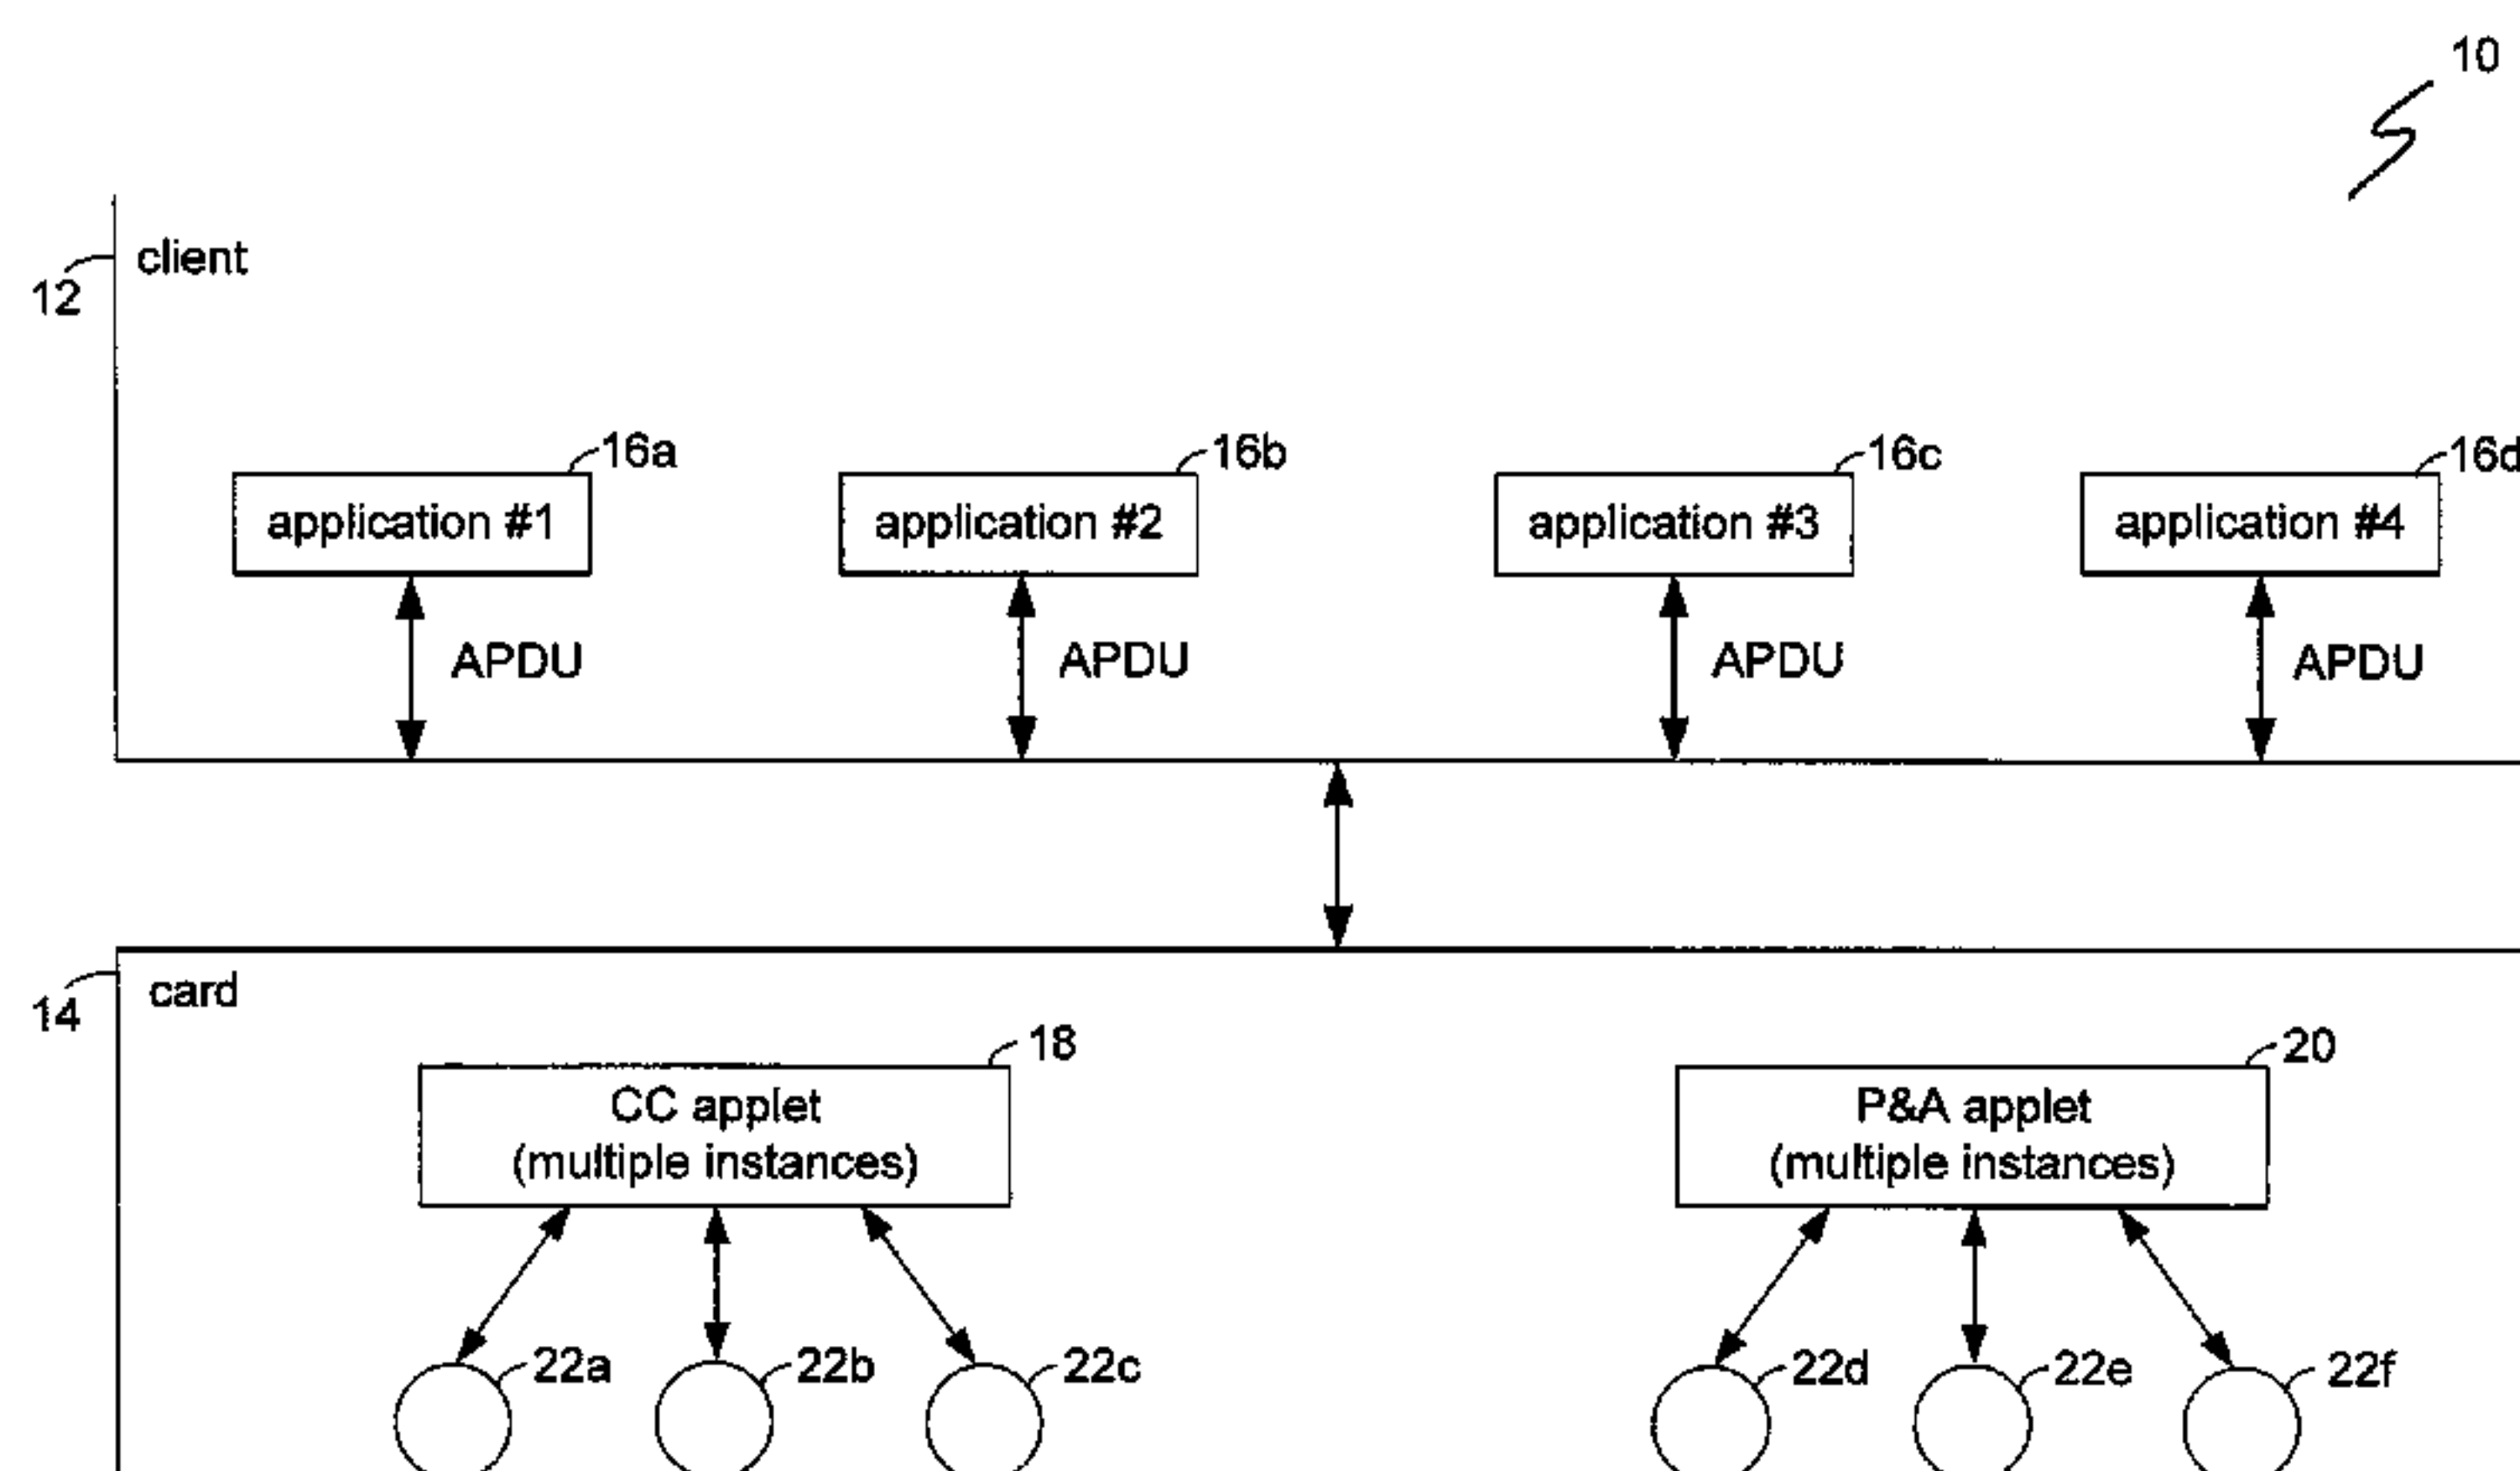 10
client
12
16a
16b
16c
16d
application #1
application #2
application #3
application #4
APDU
APDU
APDU
APDU
card
14
18
20
CC applet
(multiple instances)
P&A applet
(multiple instances)
22a
22b
22c
22d
22e
22f